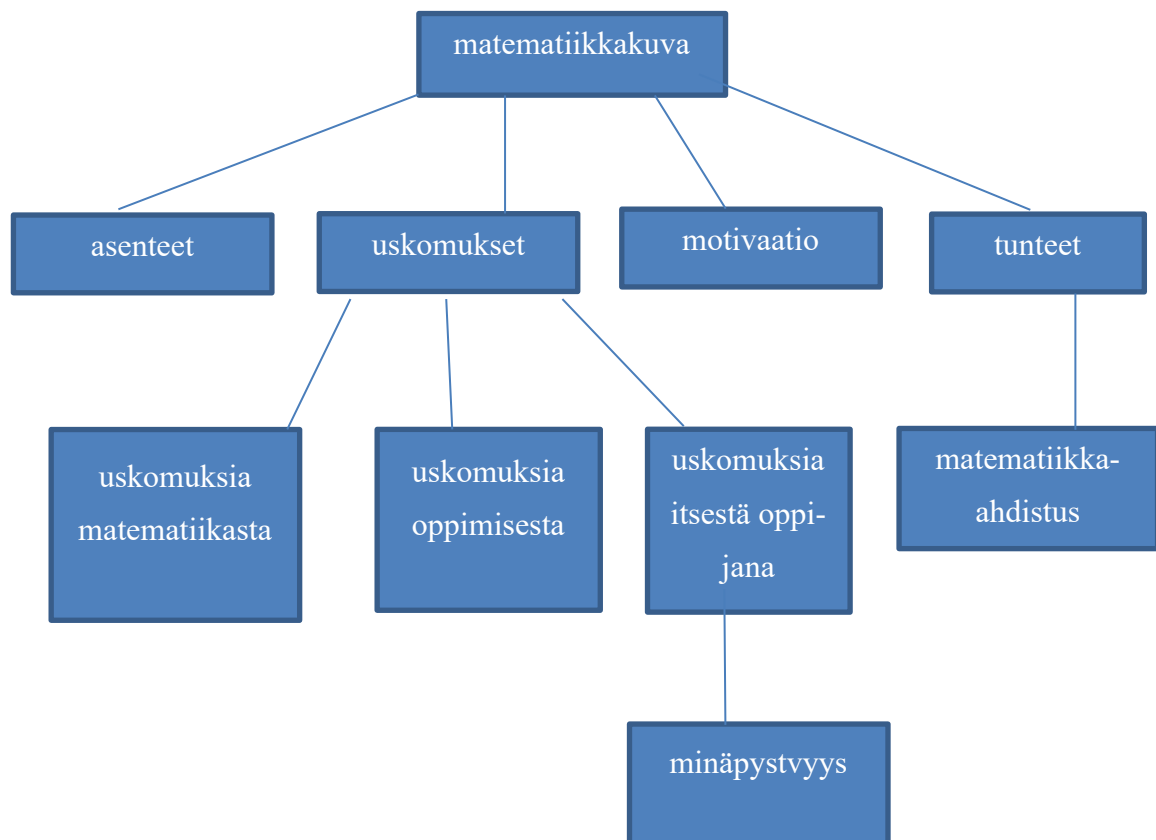 matematiikkakuva
asenteet
uskomukset
motivaatio
tunteet
uskomuksia
matematiikasta
uskomuksia
oppimisesta
uskomuksia
itsestä oppi-
jana
matematiikka-
ahdistus
minäpystvyys